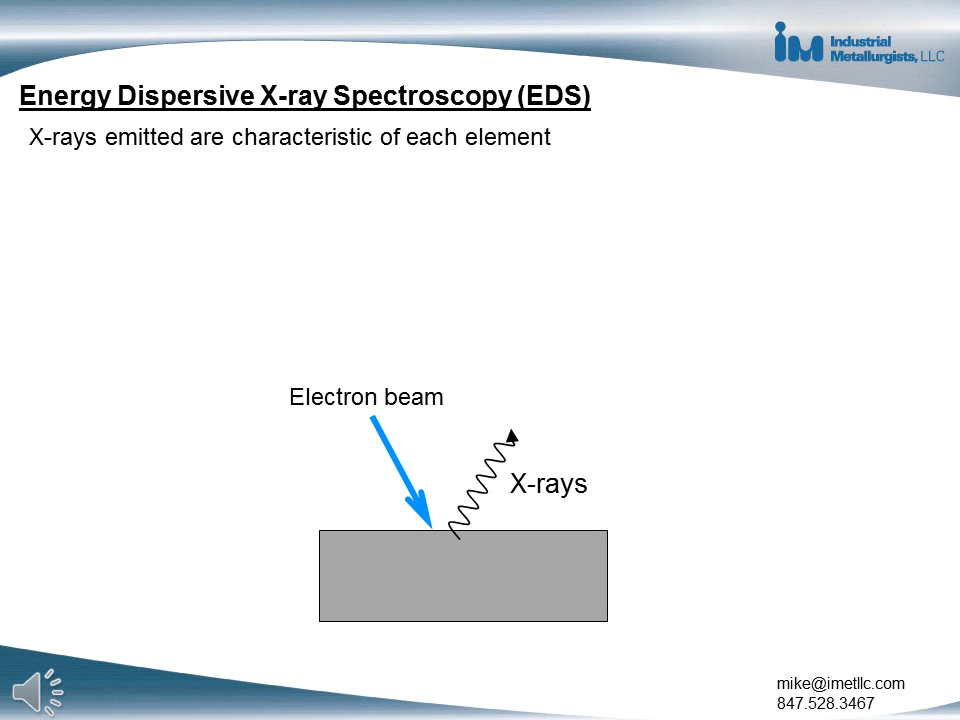 iM Industrial
Metallurgists, LLC
Energy Dispersive X-ray Spectroscopy (EDS)
X-rays emitted are characteristic of each element
Electron beam
X-rays
mike@imetllc.com
847.528.3467